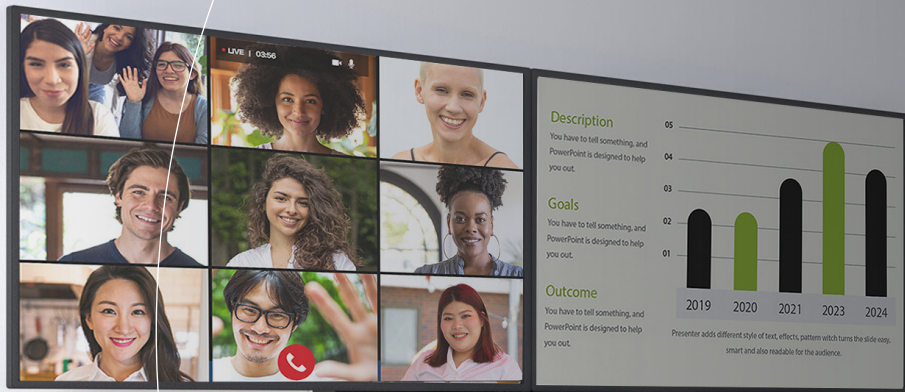 LIVE | 03:56
Description
You have to tell something, and
PowerPoint is designed to help
you out.
Goals
You have to tell something, and
PowerPoint is designed to help
you out.
Outcome
You have to tell something, and
PowerPoint is designed to help
you out.
05
04
03
02
01
2019
2020
2021
2023
2024
Presenter adds different style of text, effects, pattern witch turns the slide easy,
smart and also readable for the audience.